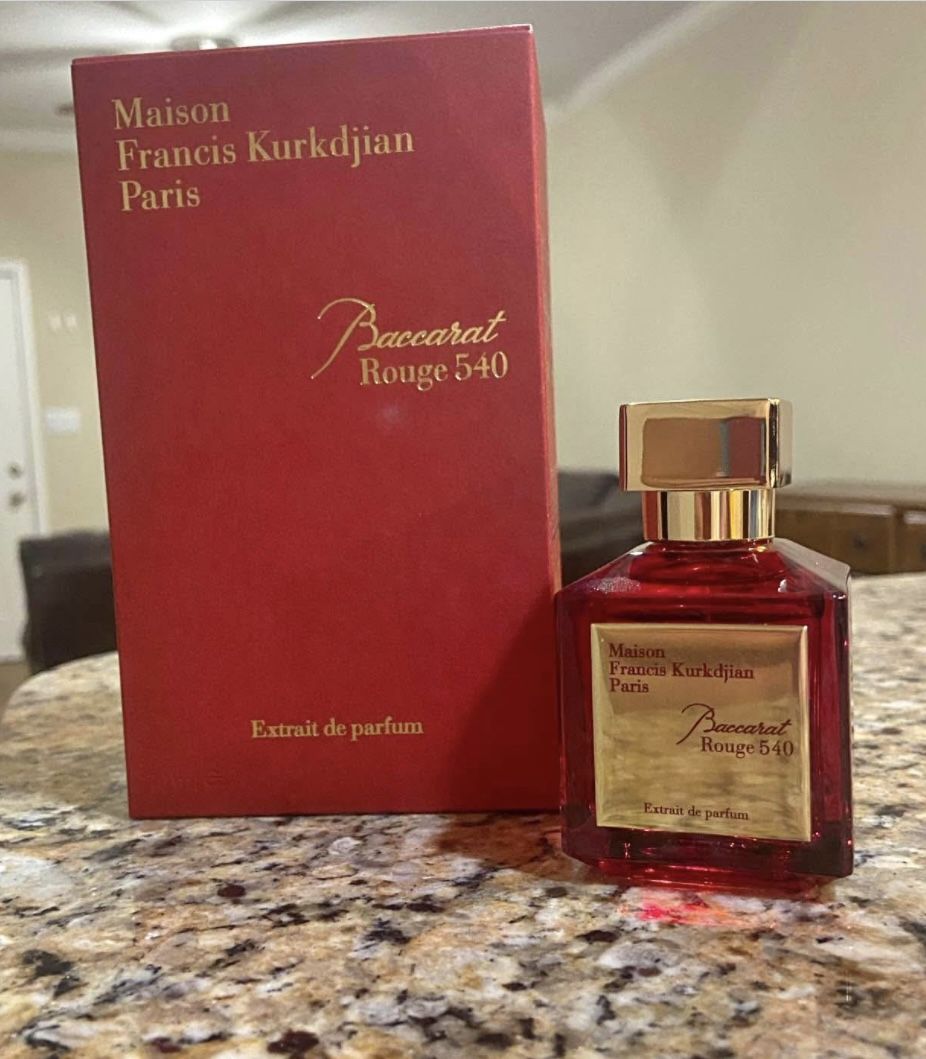 Maison
Francis Kurkdjian
Paris
Baccarat
Rouge 540
Extrait de parfum
Maison
Francis Kurkdjian
Paris
Baccarat
Rouge 540
Extrait de parfum